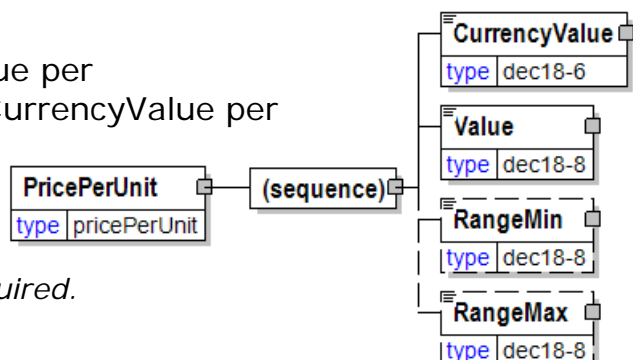 CurrencyValue
type dec18-6
ue per
CurrencyValue per
Value
type dec18-8
PricePerUnit
type pricePerUnit
(sequence)
RangeMin
type dec18-8
uired.
RangeMax
type dec18-8